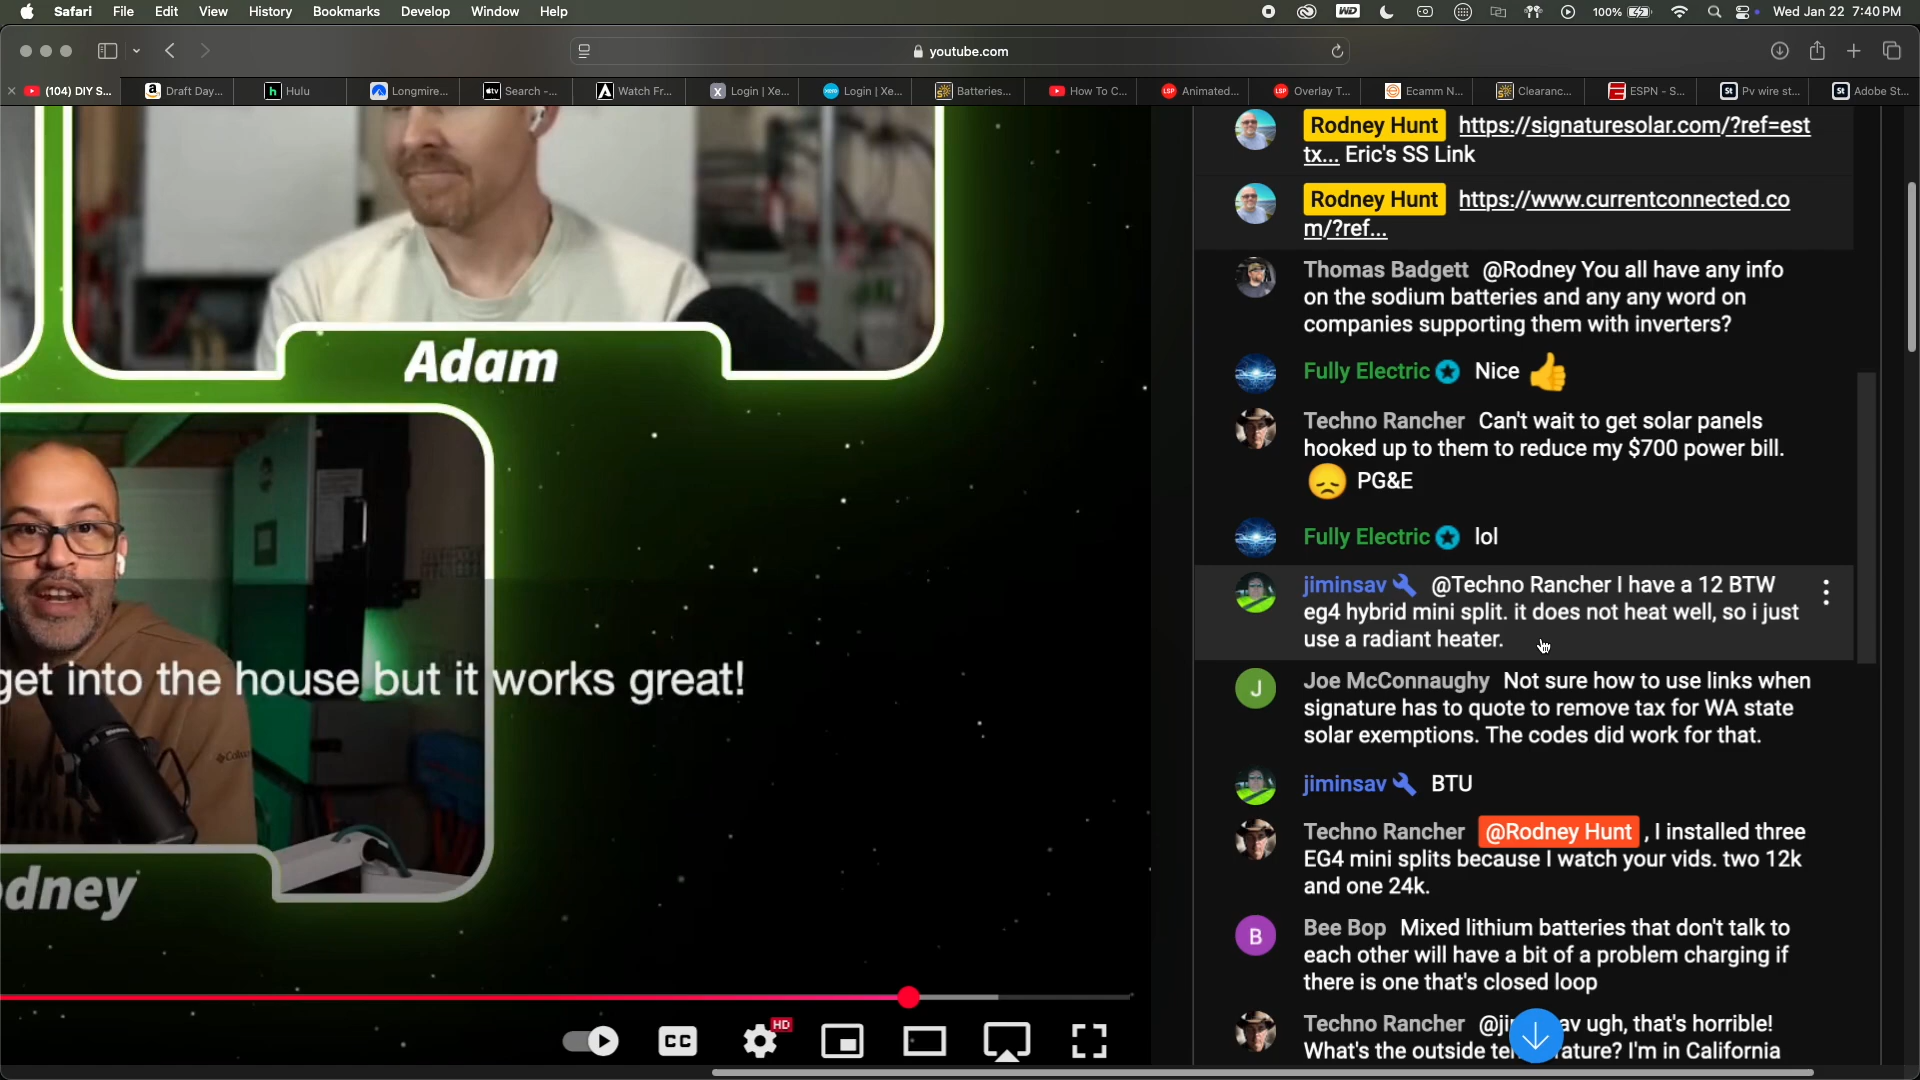 Safari File Edit View History Bookmarks Develop Window Help
WD
100%
Wed Jan 22 7:40 PM
youtube.com
(104) DIY S...
Draft Day...
h Hulu
Longmire...
tv Search -...
Watch Fr...
X Login | Xe...
Login | Xe...
Batteries...
How To C...
LSP Animated...
LSP Overlay T...
Ecamm N...
Clearanc...
ESPN - S...
St Pv wire st...
St Adobe St...
Rodney Hunt https://signaturesolar.com/?ref=est
tx... Eric's SS Link
Rodney Hunt https://www.currentconnected.co
m/?ref...
Thomas Badgett @Rodney You all have any info
on the sodium batteries and any any word on
companies supporting them with inverters?
Fully Electric Nice
Techno Rancher Can't wait to get solar panels
hooked up to them to reduce my $700 power bill.
PG&E
Fully Electric lol
jiminsav @Techno Rancher I have a 12 BTW
eg4 hybrid mini split. it does not heat well, so i just
use a radiant heater.
J Joe McConnaughy Not sure how to use links when
signature has to quote to remove tax for WA state
solar exemptions. The codes did work for that.
jiminsav BTU
Techno Rancher @Rodney Hunt , I installed three
EG4 mini splits because I watch your vids. two 12k
and one 24k.
B Bee Bop Mixed lithium batteries that don't talk to
each other will have a bit of a problem charging if
there is one that's closed loop
Techno Rancher @ji av ugh, that's horrible!
What's the outside te ature? I'm in California
Adam
get into the house but it works great!
Colum
odney
CC
HD